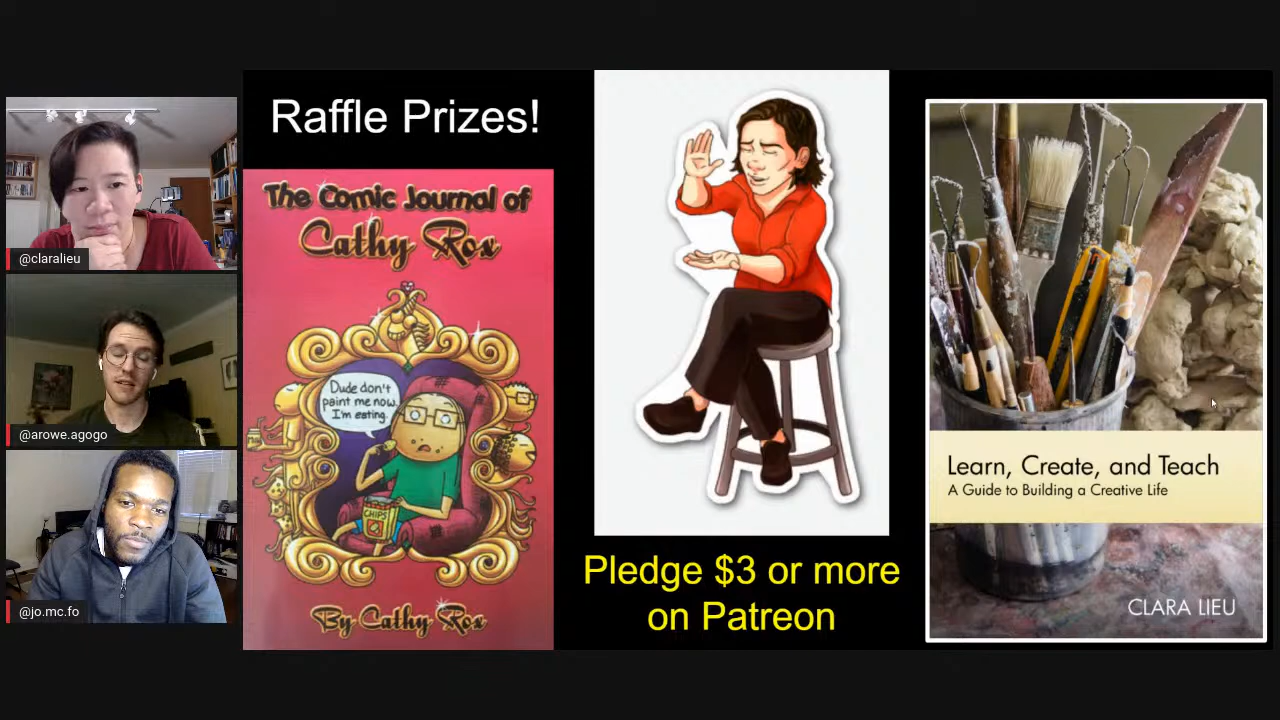 Raffle Prizes!
The Comic Journal of
Cathy Rox
Dude don't
paint me now.
I'm eating.
CHIPS
By Cathy Rox
Pledge $3 or more
on Patreon
Learn, Create, and Teach
A Guide to Building a Creative Life
CLARA LIEU
@claralieu
@arowe.agogo
@jo.mc.fo